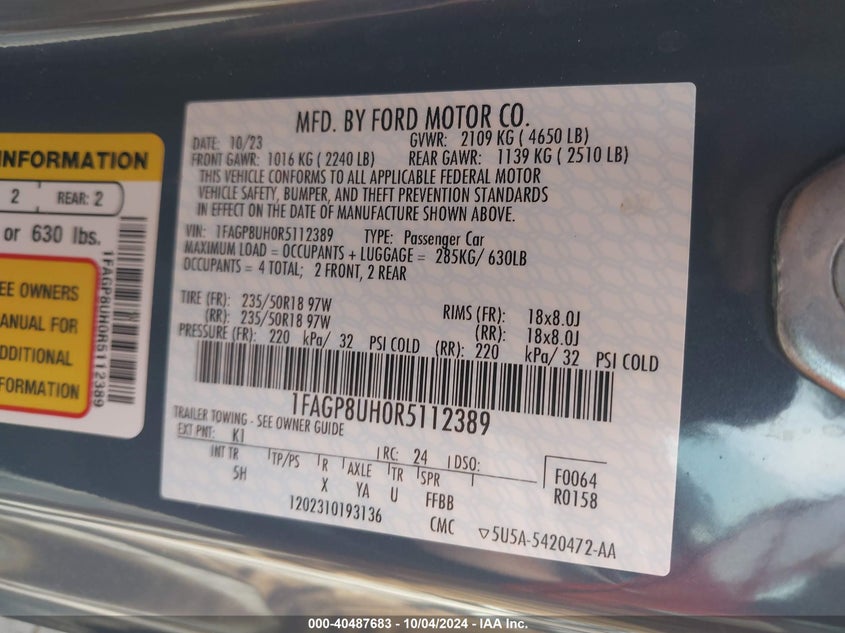 INFORMATION
2 REAR: 2
or 630 lbs.
EE OWNERS
ANUAL FOR
DDITIONAL
FORMATION
1FAGP8UH0R5112389
MFD. BY FORD MOTOR CO.
DATE: 10/23 GVWR: 2109 KG ( 4650 LB)
FRONT GAWR: 1016 KG ( 2240 LB) REAR GAWR: 1139 KG ( 2510 LB)
THIS VEHICLE CONFORMS TO ALL APPLICABLE FEDERAL MOTOR
VEHICLE SAFETY, BUMPER, AND THEFT PREVENTION STANDARDS
IN EFFECT ON THE DATE OF MANUFACTURE SHOWN ABOVE.
VIN: 1FAGP8UH0R5112389 TYPE: Passenger Car
MAXIMUM LOAD = OCCUPANTS + LUGGAGE = 285KG/ 630LB
OCCUPANTS = 4 TOTAL; 2 FRONT, 2 REAR
TIRE (FR): 235/50R18 97W RIMS (FR): 18x8.0J
(RR): 235/50R18 97W (RR): 18x8.0J
PRESSURE (FR): 220 kPa/ 32 PSI COLD (RR): 220 kPa/ 32 PSI COLD
1FAGP8UH0R5112389
TRAILER TOWING - SEE OWNER GUIDE
EXT PNT: K1 RC: 24 DSO:
INT TR TP/PS R AXLE TR SPR F0064
5H X YA U FFBB R0158
1202310193136 CMC ▽5U5A-5420472-AA
000-40487683 - 10/04/2024 - IAA Inc.